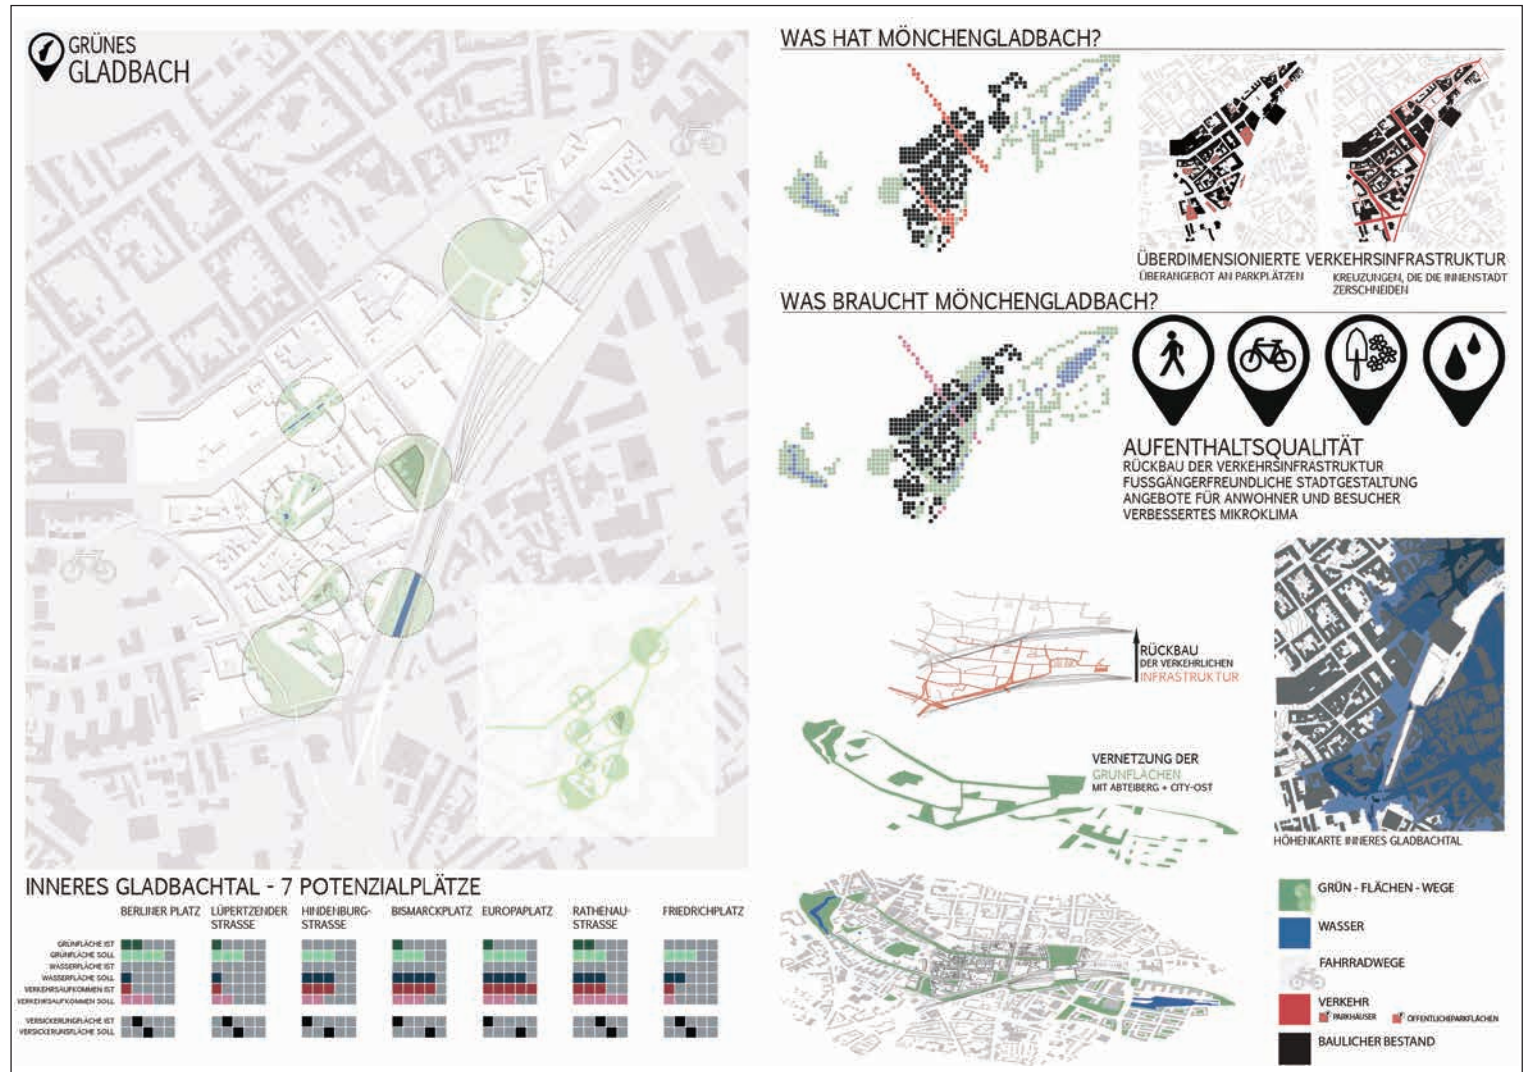 GRÜNES
GLADBACH
WAS HAT MÖNCHENGLADBACH?
ÜBERDIMENSIONIERTE VERKEHRSINFRASTRUKTUR
ÜBERANGEBOT AN PARKPLÄTZEN
KREUZUNGEN, DIE DIE INNENSTADT
ZERSCHNEIDEN
WAS BRAUCHT MÖNCHENGLADBACH?
AUFENTHALTSQUALITÄT
RÜCKBAU DER VERKEHRSINFRASTRUKTUR
FUSSGÄNGERFREUNDLICHE STADTGESTALTUNG
ANGEBOTE FÜR ANWOHNER UND BESUCHER
VERBESSERTES MIKROKLIMA
RÜCKBAU
DER VERKEHRLICHEN
INFRASTRUKTUR
VERNETZUNG DER
GRÜNFLÄCHEN
MIT ABTEIBERG + CITY-OST
HÖHENKARTE INNERES GLADBACHTAL
GRÜN - FLÄCHEN - WEGE
WASSER
FAHRRADWEGE
VERKEHR
PARKHÄUSER
ÖFFENTLICHEPARKFLÄCHEN
BAULICHER BESTAND
INNERES GLADBACHTAL - 7 POTENZIALPLÄTZE
BERLINER PLATZ
LÜPERTZENDER
STRASSE
HINDENBURG-
STRASSE
BISMARCKPLATZ
EUROPAPLATZ
RATHENAU-
STRASSE
FRIEDRICHPLATZ
GRÜNFLÄCHE IST
GRÜNFLÄCHE SOLL
WASSERFLÄCHE IST
WASSERFLÄCHE SOLL
VERKEHRSAUFKOMMEN IST
VERKEHRSAUFKOMMEN SOLL
VERSICKERUNGFLÄCHE IST
VERSICKERUNSFLÄCHE SOLL